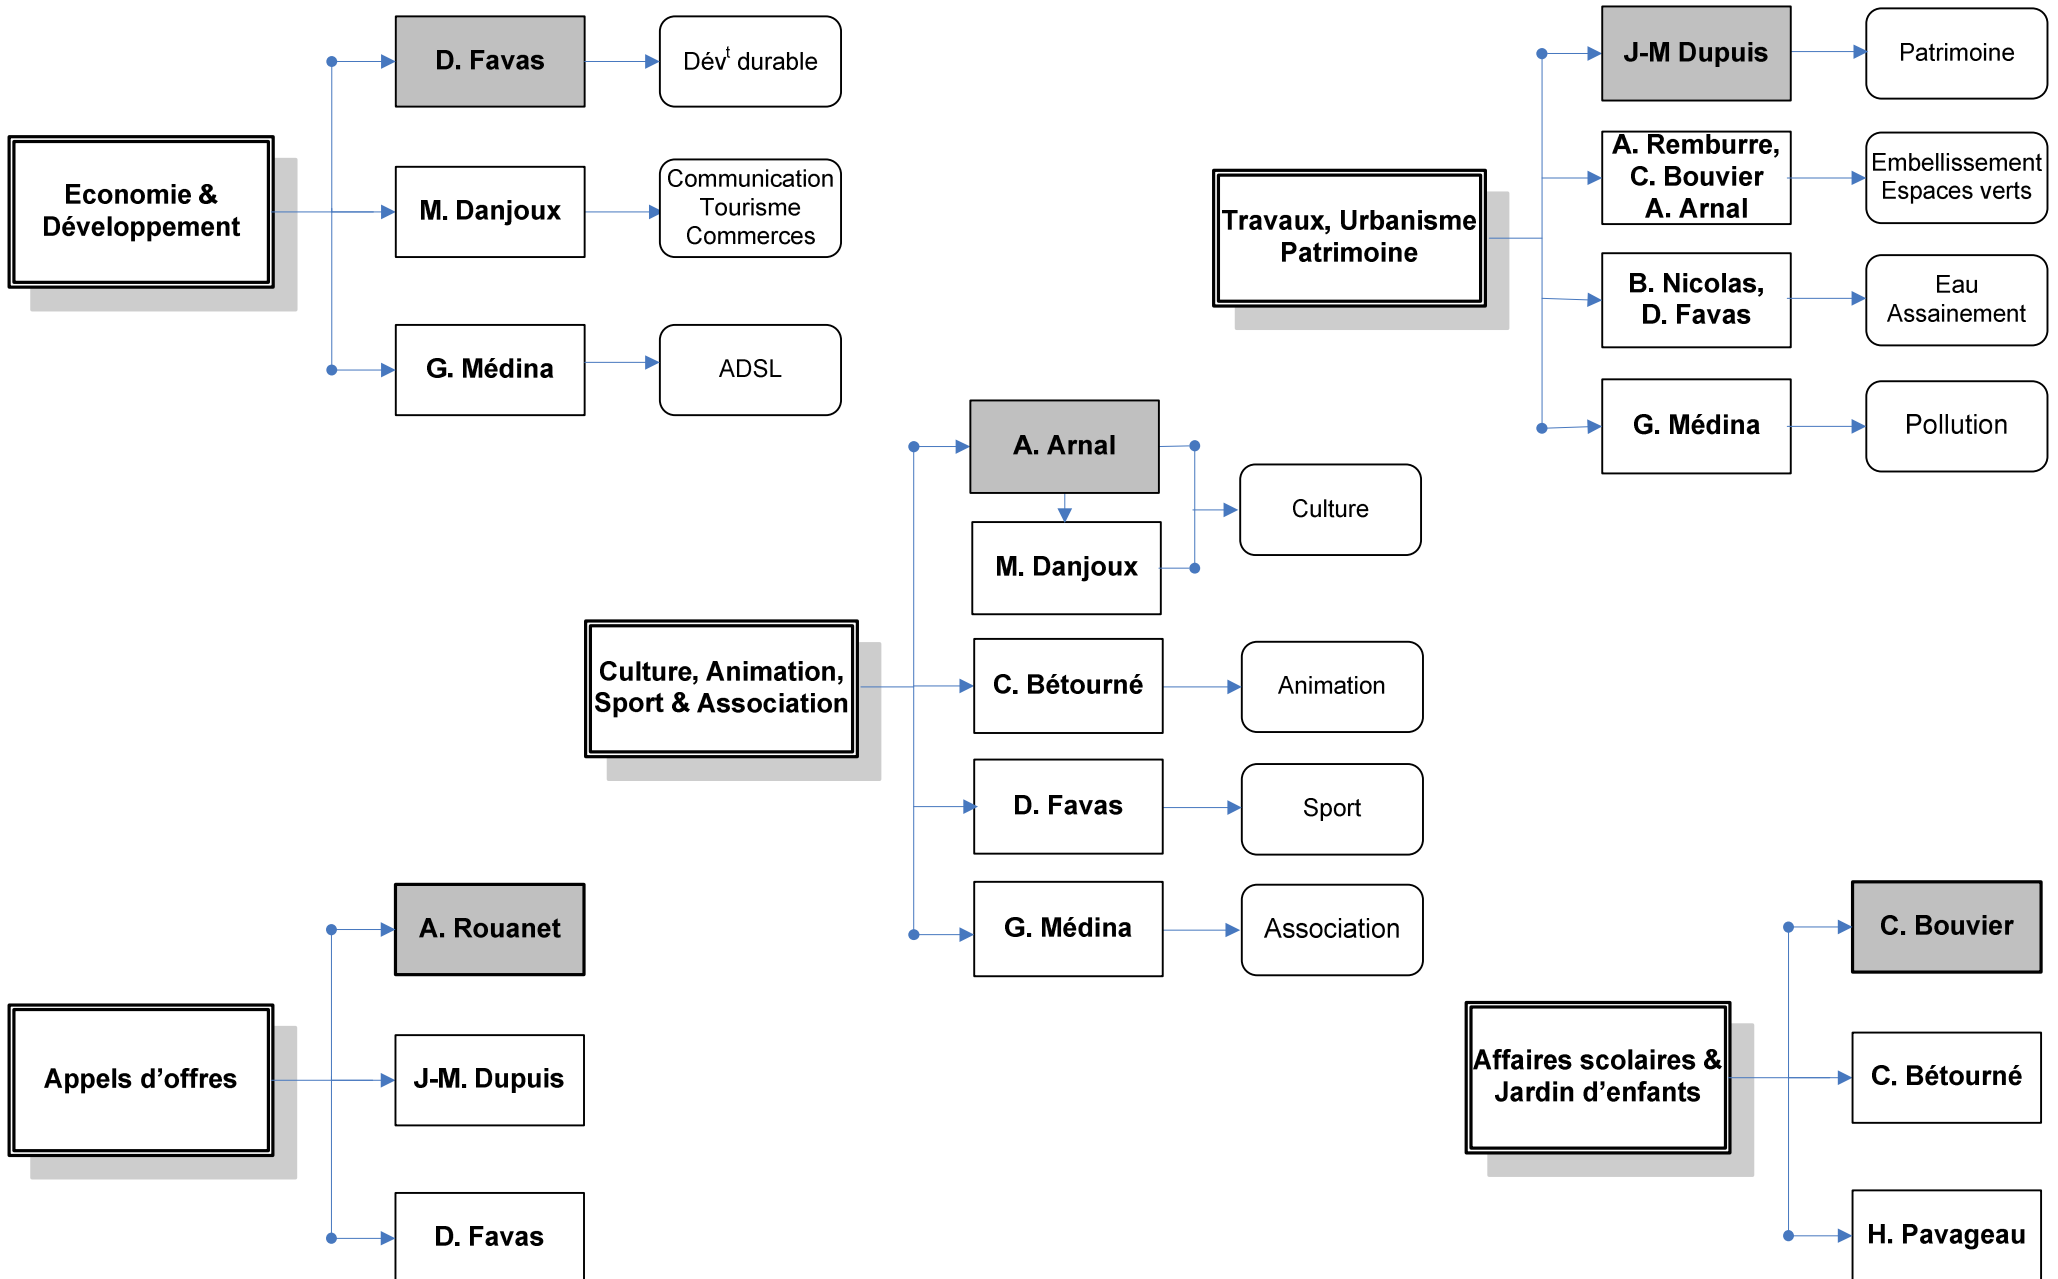 Economie &
Développement
D. Favas
Dévt durable
M. Danjoux
Communication
Tourisme
Commerces
G. Médina
ADSL
Travaux, Urbanisme
Patrimoine
J-M Dupuis
Patrimoine
A. Remburre,
C. Bouvier
A. Arnal
Embellissement
Espaces verts
B. Nicolas,
D. Favas
Eau
Assainement
G. Médina
Pollution
Culture, Animation,
Sport & Association
A. Arnal
M. Danjoux
Culture
C. Bétourné
Animation
D. Favas
Sport
G. Médina
Association
Appels d’offres
A. Rouanet
J-M. Dupuis
D. Favas
Affaires scolaires &
Jardin d’enfants
C. Bouvier
C. Bétourné
H. Pavageau